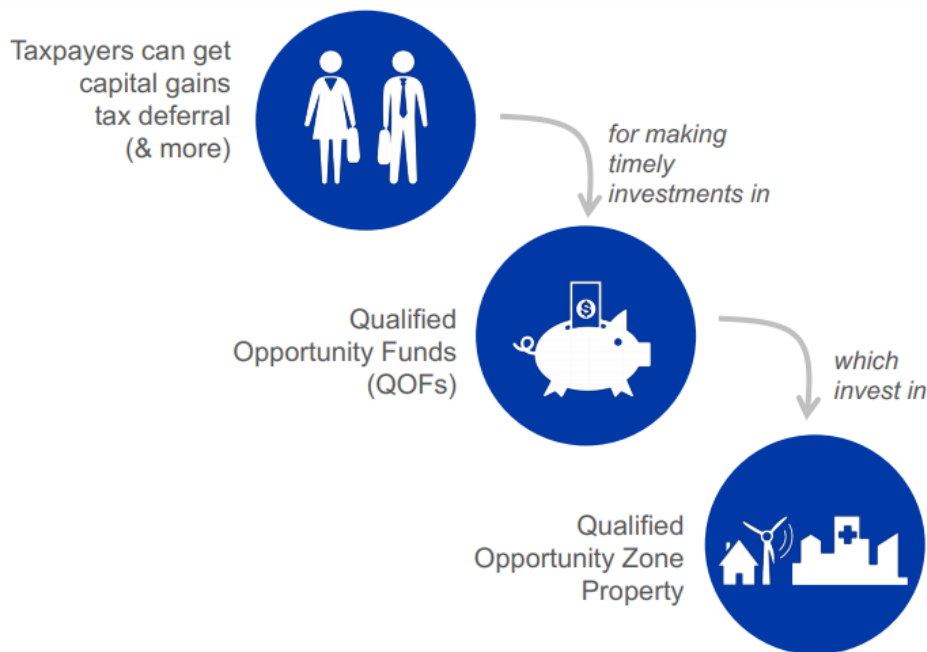 Taxpayers can get
capital gains
tax deferral
(& more)
for making
timely
investments in
$
Qualified
Opportunity Funds
(QOFs)
which
invest in
Qualified
Opportunity Zone
Property